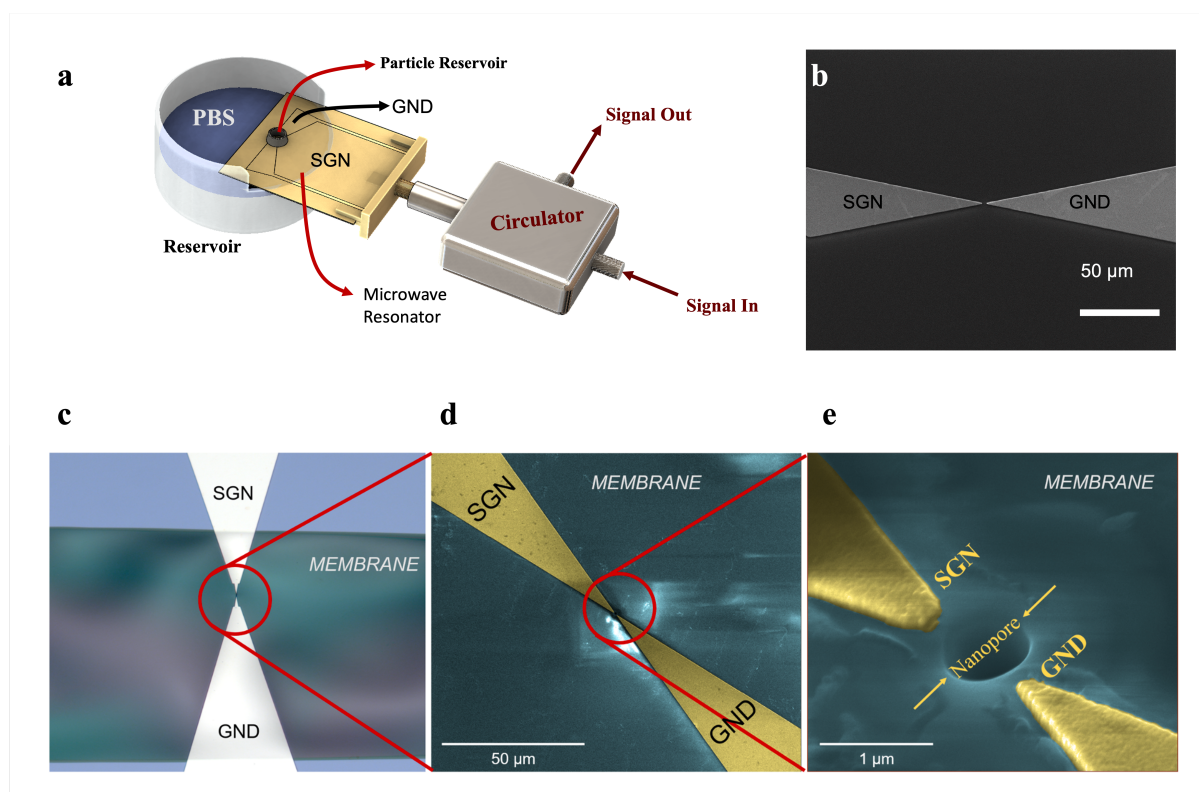 a
Particle Reservoir
GND
PBS
SGN
Signal Out
Circulator
Reservoir
Microwave
Resonator
Signal In
b
SGN
GND
50 µm
c
SGN
MEMBRANE
GND
d
SGN
MEMBRANE
GND
50 µm
e
MEMBRANE
SGN
Nanopore
GND
1 µm